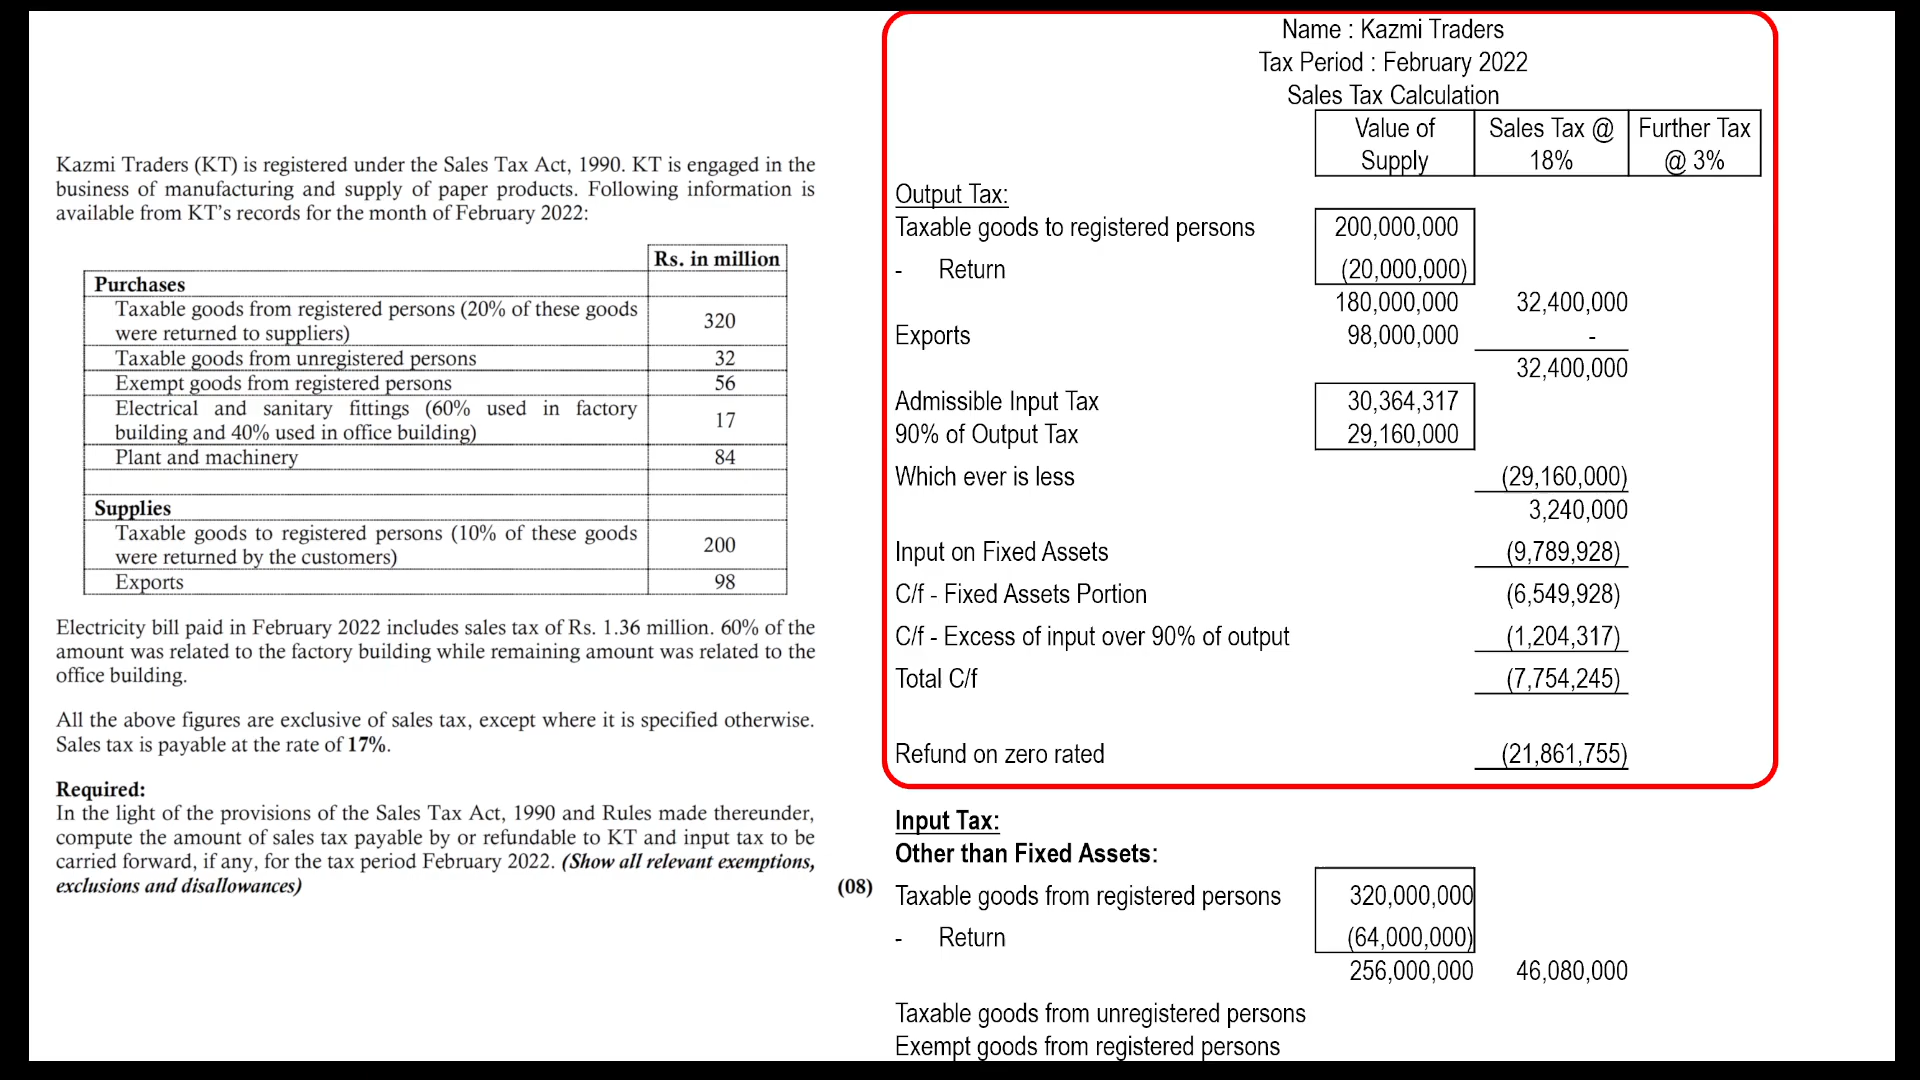 Kazmi Traders (KT) is registered under the Sales Tax Act, 1990. KT is engaged in the
business of manufacturing and supply of paper products. Following information is
available from KT's records for the month of February 2022:
Rs. in million
Purchases
Taxable goods from registered persons (20% of these goods
were returned to suppliers)
320
Taxable goods from unregistered persons 32
Exempt goods from registered persons 56
Electrical and sanitary fittings (60% used in factory
building and 40% used in office building)
17
Plant and machinery 84
Supplies
Taxable goods to registered persons (10% of these goods
were returned by the customers)
200
Exports 98
Electricity bill paid in February 2022 includes sales tax of Rs. 1.36 million. 60% of the
amount was related to the factory building while remaining amount was related to the
office building.
All the above figures are exclusive of sales tax, except where it is specified otherwise.
Sales tax is payable at the rate of 17%.
Required:
In the light of the provisions of the Sales Tax Act, 1990 and Rules made thereunder,
compute the amount of sales tax payable by or refundable to KT and input tax to be
carried forward, if any, for the tax period February 2022. (Show all relevant exemptions,
exclusions and disallowances)
(08)
Name : Kazmi Traders
Tax Period : February 2022
Sales Tax Calculation
Value of
Supply
Sales Tax @
18%
Further Tax
@ 3%
Output Tax:
Taxable goods to registered persons 200,000,000
- Return (20,000,000)
180,000,000 32,400,000
Exports 98,000,000 -
32,400,000
Admissible Input Tax 30,364,317
90% of Output Tax 29,160,000
Which ever is less (29,160,000)
3,240,000
Input on Fixed Assets (9,789,928)
C/f - Fixed Assets Portion (6,549,928)
C/f - Excess of input over 90% of output (1,204,317)
Total C/f (7,754,245)
Refund on zero rated (21,861,755)
Input Tax:
Other than Fixed Assets:
Taxable goods from registered persons 320,000,000
- Return (64,000,000)
256,000,000 46,080,000
Taxable goods from unregistered persons
Exempt goods from registered persons